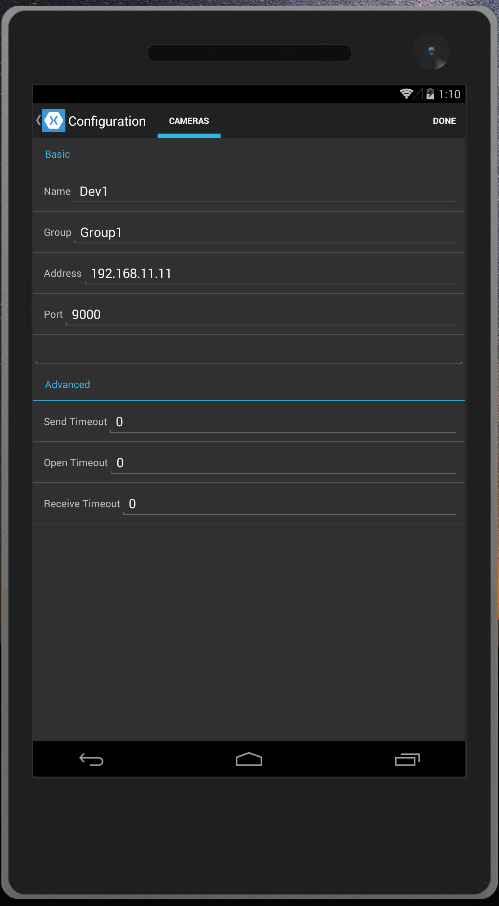 1:10
Configuration CAMERAS DONE
Basic
Name Dev1
Group Group1
Address 192.168.11.11
Port 9000
Advanced
Send Timeout 0
Open Timeout 0
Receive Timeout 0